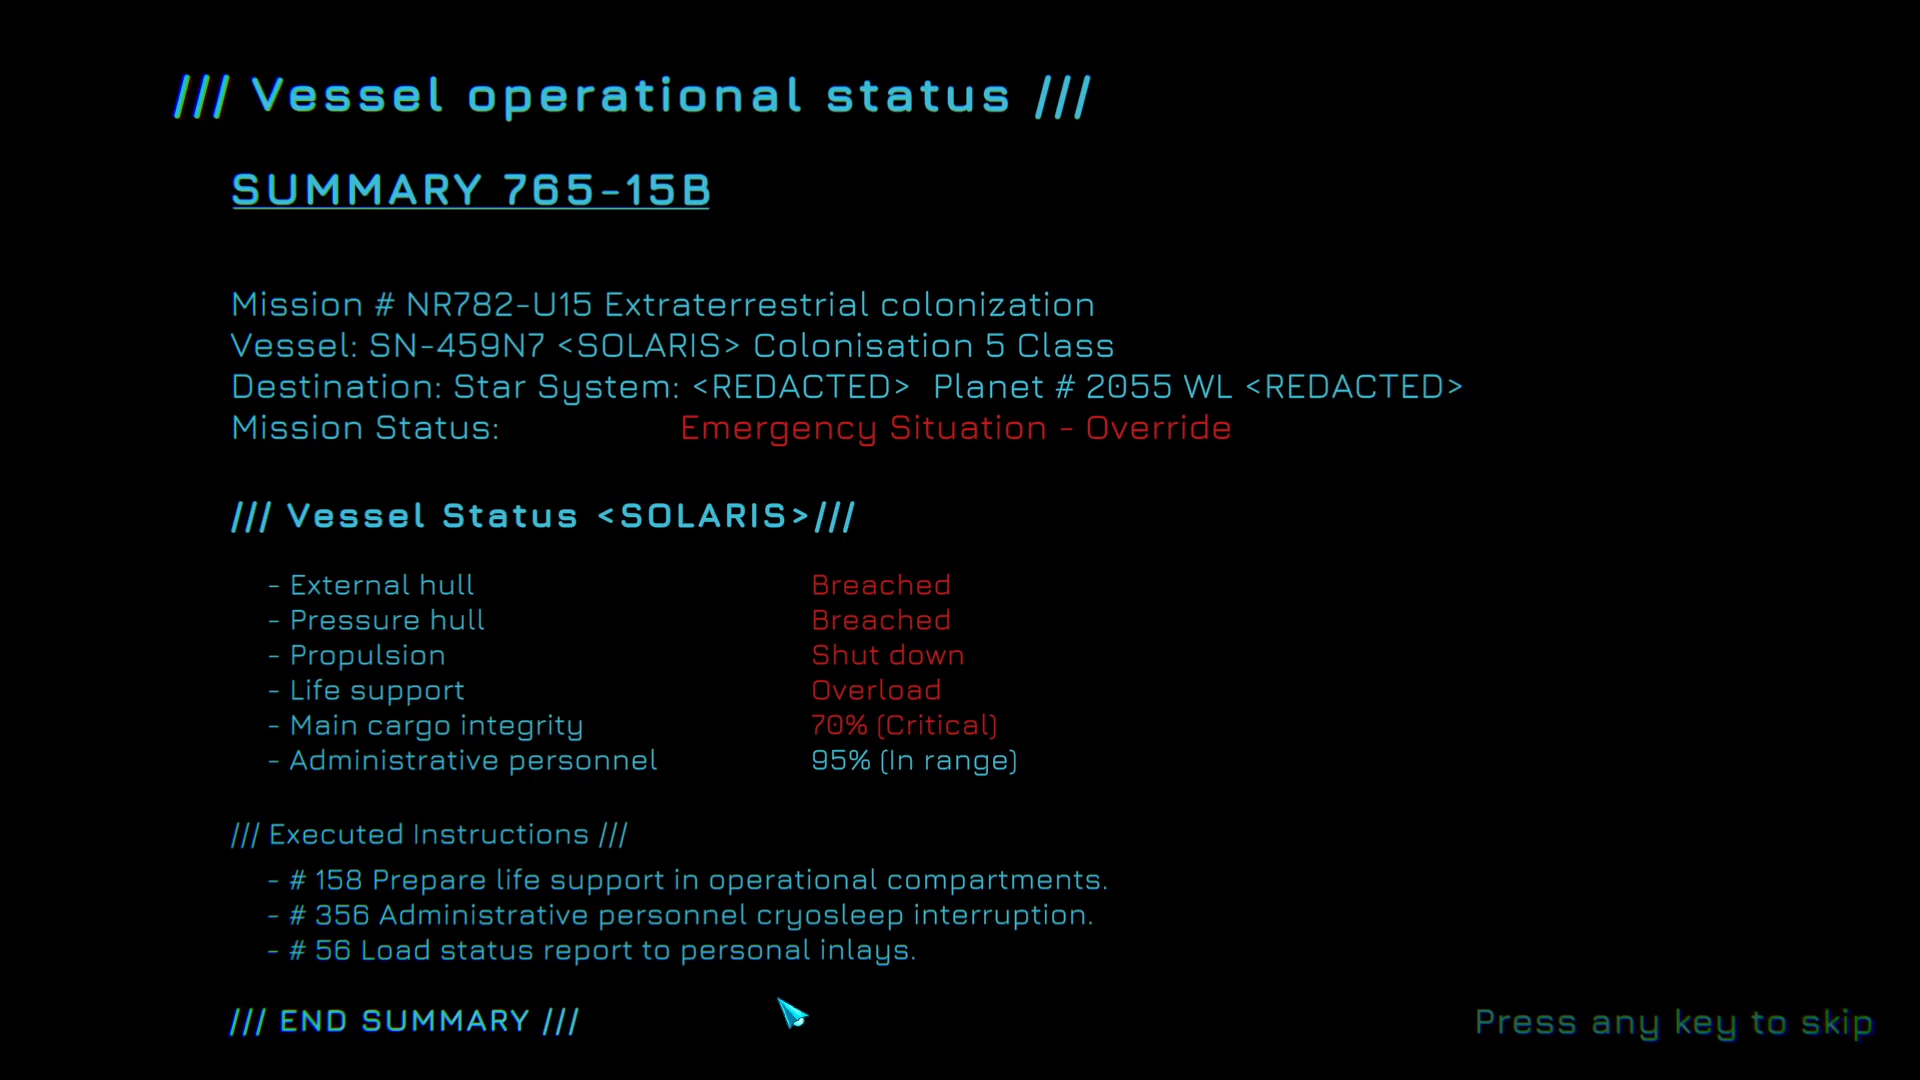 /// Vessel operational status ///
SUMMARY 765-15B
Mission # NR782-U15 Extraterrestrial colonization
Vessel: SN-459N7 <SOLARIS> Colonisation 5 Class
Destination: Star System: <REDACTED>  Planet # 2055 WL <REDACTED>
Mission Status: Emergency Situation - Override
/// Vessel Status <SOLARIS>///
- External hull Breached
- Pressure hull Breached
- Propulsion Shut down
- Life support Overload
- Main cargo integrity 70% (Critical)
- Administrative personnel 95% (In range)
/// Executed Instructions ///
- # 158 Prepare life support in operational compartments.
- # 356 Administrative personnel cryosleep interruption.
- # 56 Load status report to personal inlays.
/// END SUMMARY ///
Press any key to skip